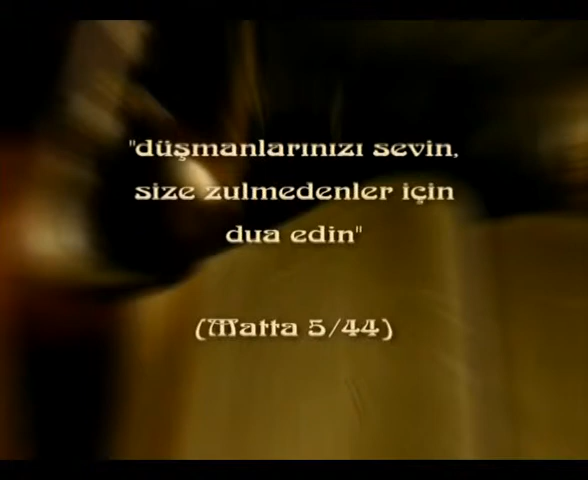 "düşmanlarınızı sevin,
size zulmedenler için
dua edin"
(Matta 5/44)